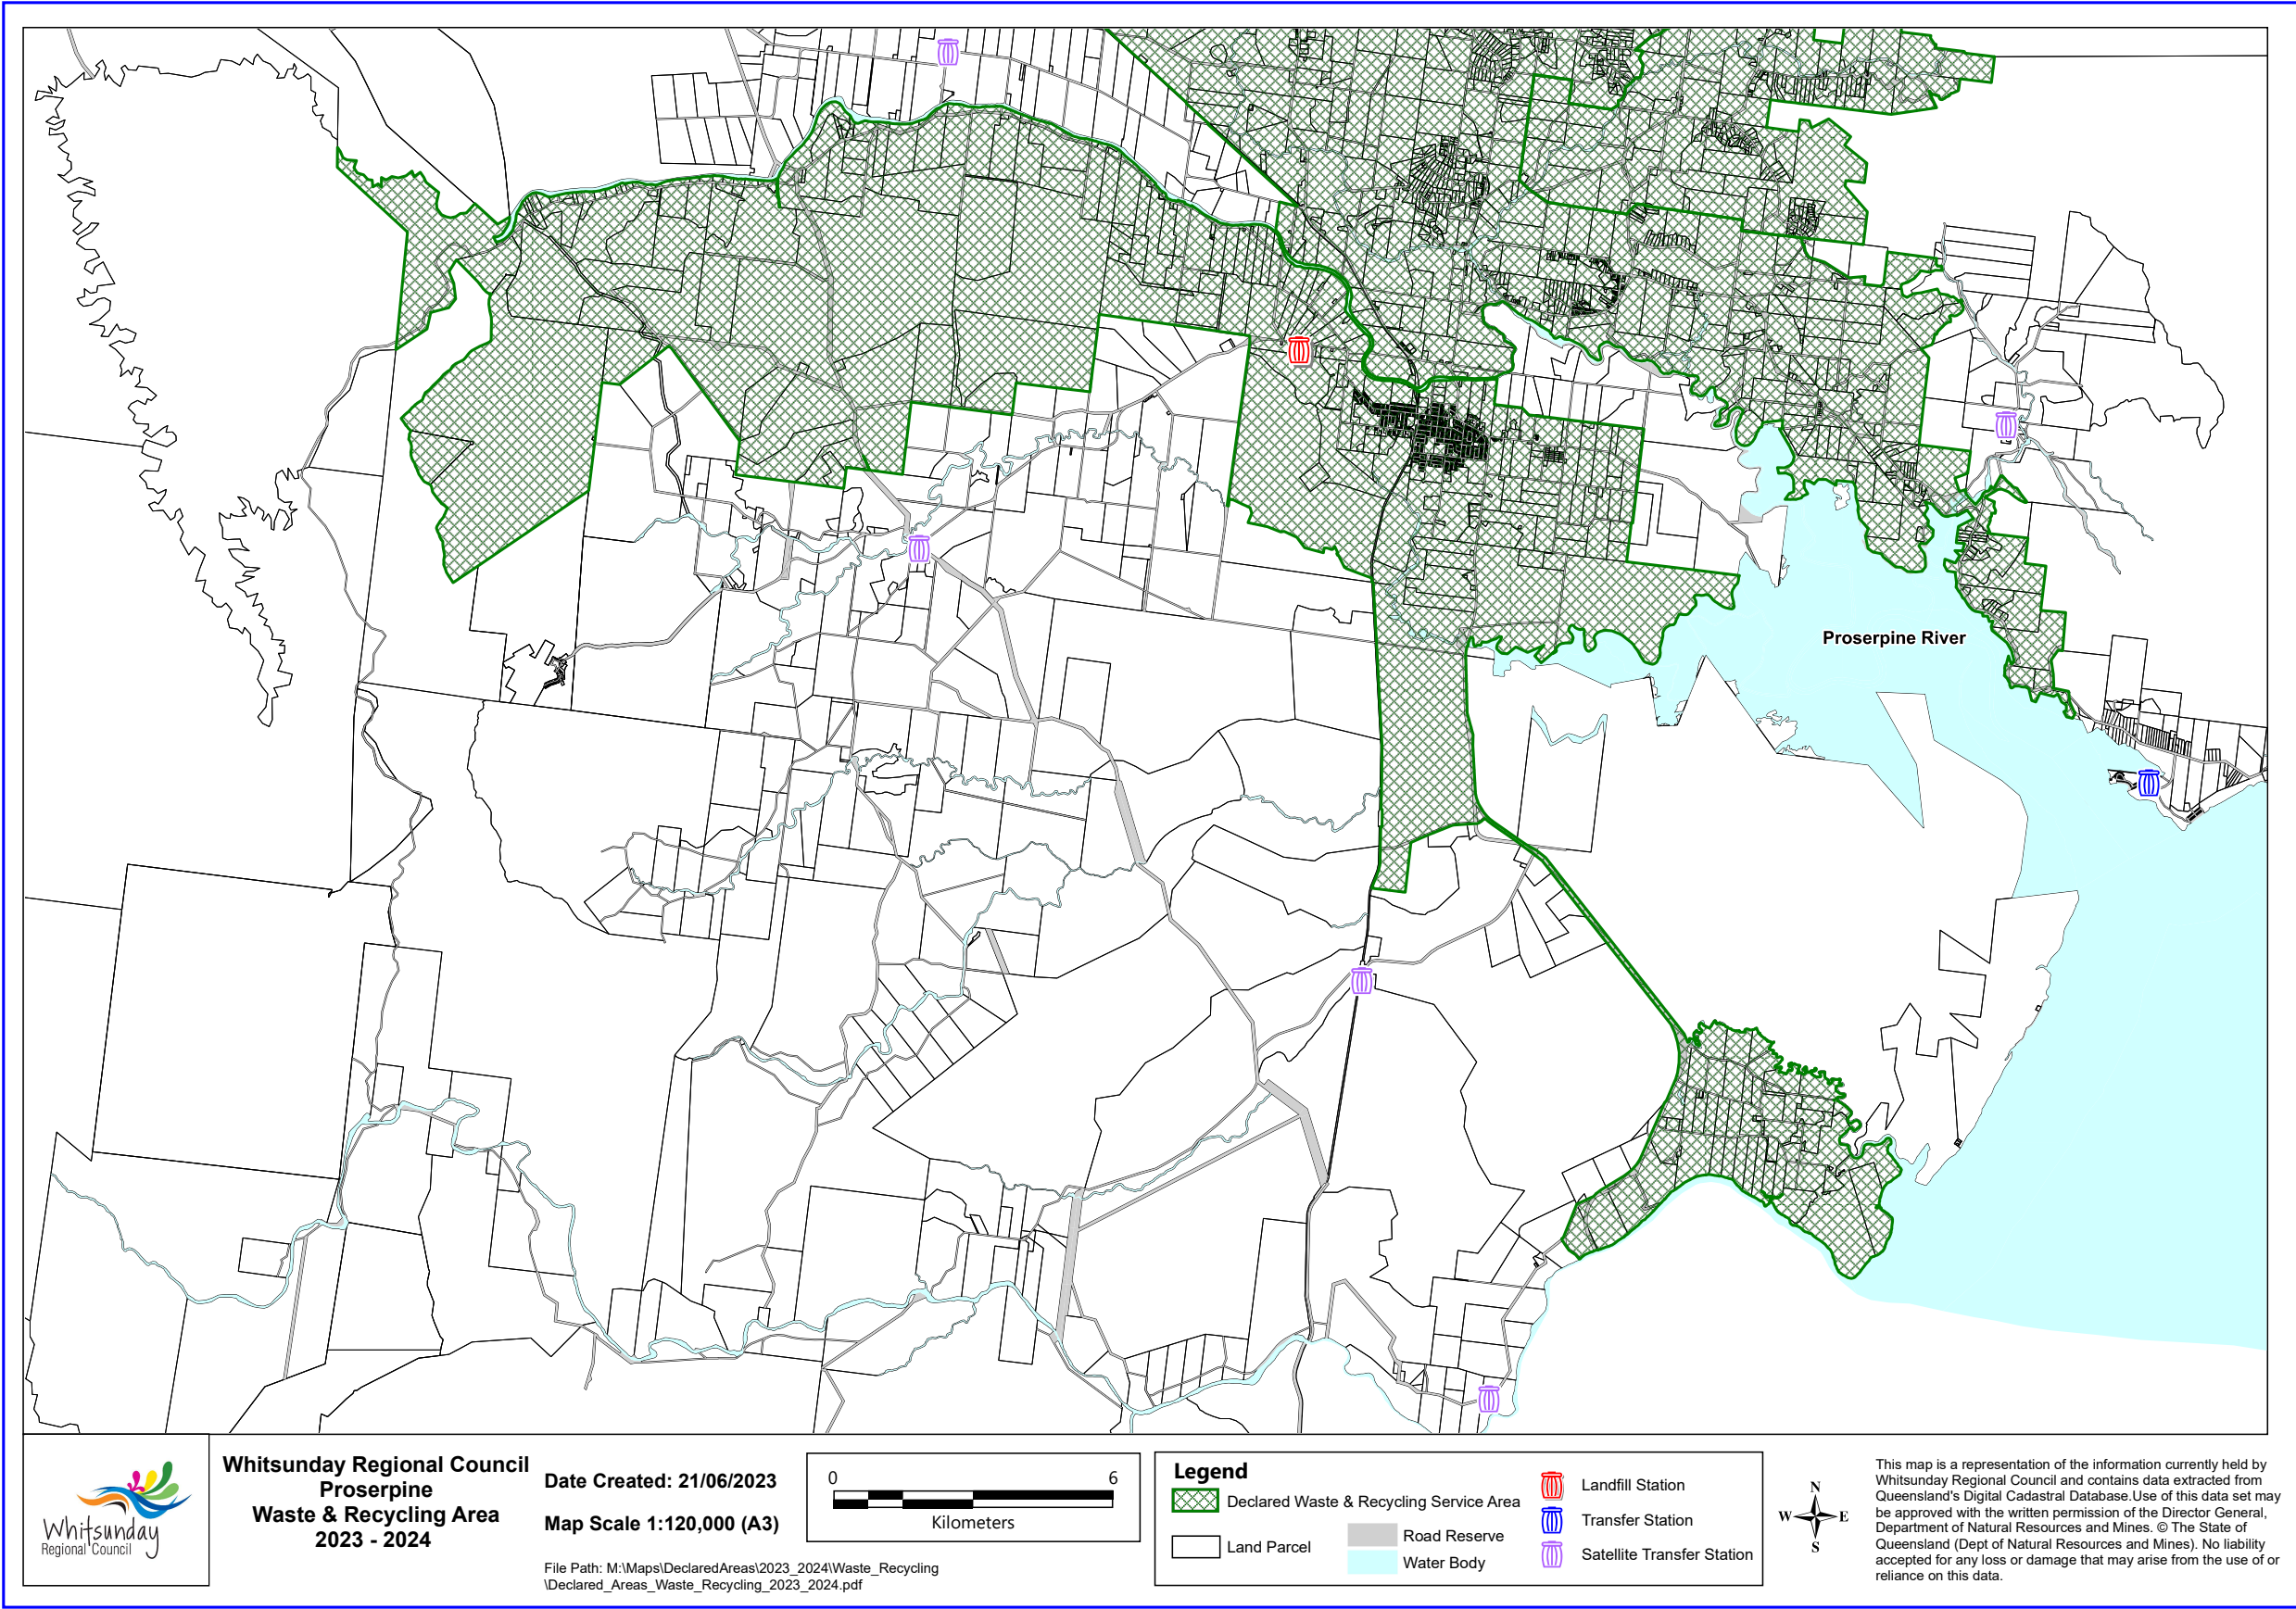 Proserpine River
Whitsunday
Regional Council
Whitsunday Regional Council
Proserpine
Waste & Recycling Area
2023 - 2024
Date Created: 21/06/2023
Map Scale 1:120,000 (A3)
File Path: M:\Maps\DeclaredAreas\2023_2024\Waste_Recycling
\Declared_Areas_Waste_Recycling_2023_2024.pdf
0 6
Kilometers
Legend
Declared Waste & Recycling Service Area
Land Parcel
Road Reserve
Water Body
Landfill Station
Transfer Station
Satellite Transfer Station
N
W E
S
This map is a representation of the information currently held by
Whitsunday Regional Council and contains data extracted from
Queensland's Digital Cadastral Database.Use of this data set may
be approved with the written permission of the Director General,
Department of Natural Resources and Mines. © The State of
Queensland (Dept of Natural Resources and Mines). No liability
accepted for any loss or damage that may arise from the use of or
reliance on this data.